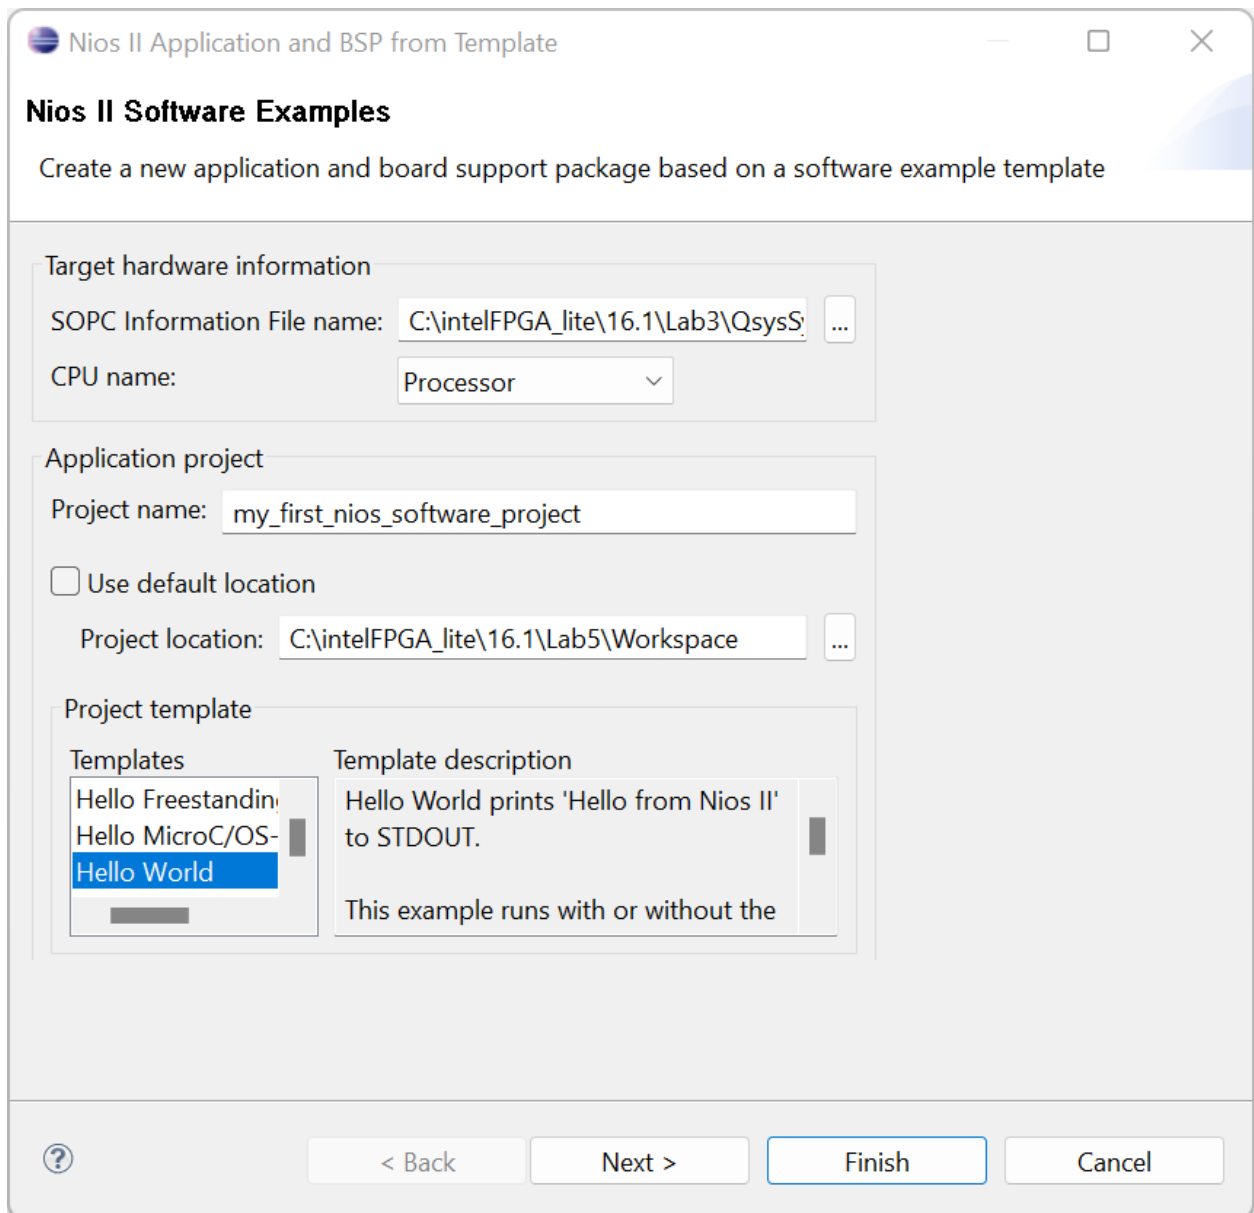 Nios II Application and BSP from Template
Nios II Software Examples
Create a new application and board support package based on a software example template
Target hardware information
SOPC Information File name: C:\intelFPGA_lite\16.1\Lab3\QsysSy ...
CPU name: Processor
Application project
Project name: my_first_nios_software_project
Use default location
Project location: C:\intelFPGA_lite\16.1\Lab5\Workspace ...
Project template
Templates
Hello Freestanding
Hello MicroC/OS-
Hello World
Template description
Hello World prints 'Hello from Nios II'
to STDOUT.
This example runs with or without the
? < Back Next > Finish Cancel